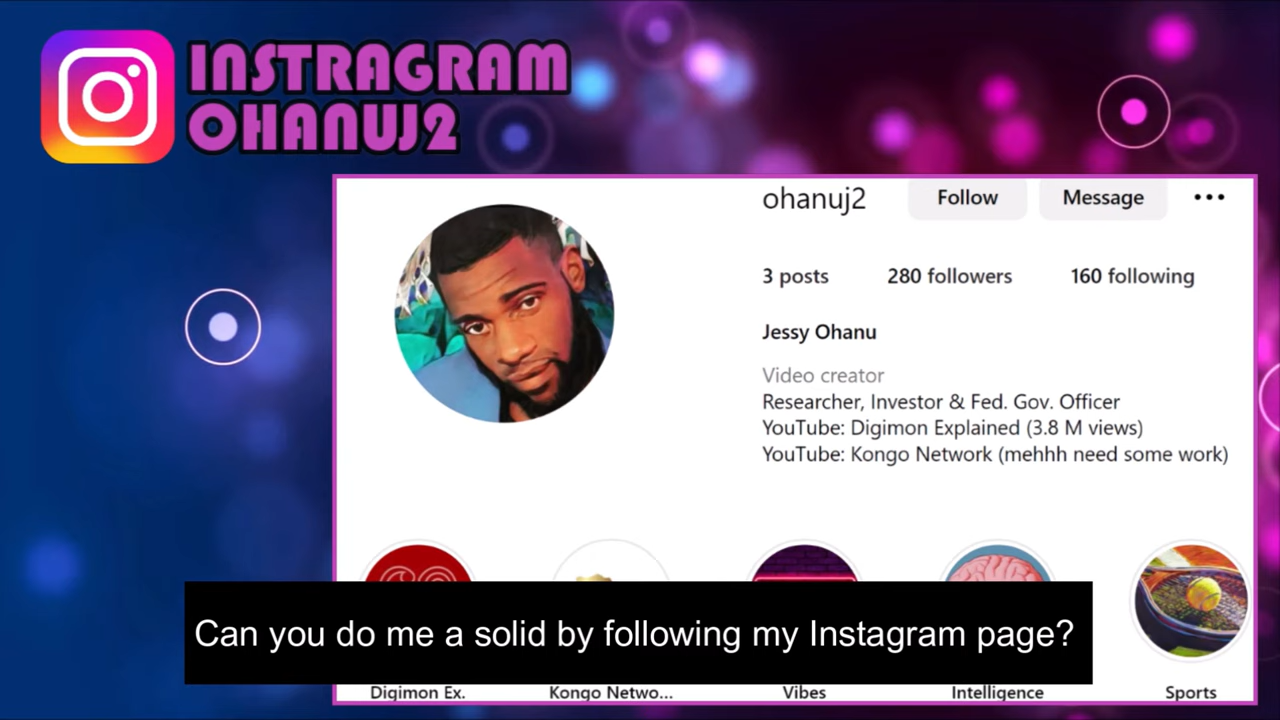 INSTRAGRAM
OHANUJ2
ohanuj2 Follow Message
3 posts 280 followers 160 following
Jessy Ohanu
Video creator
Researcher, Investor & Fed. Gov. Officer
YouTube: Digimon Explained (3.8 M views)
YouTube: Kongo Network (mehhh need some work)
Can you do me a solid by following my Instagram page?
Digimon Ex. Kongo Netwo... Vibes Intelligence Sports